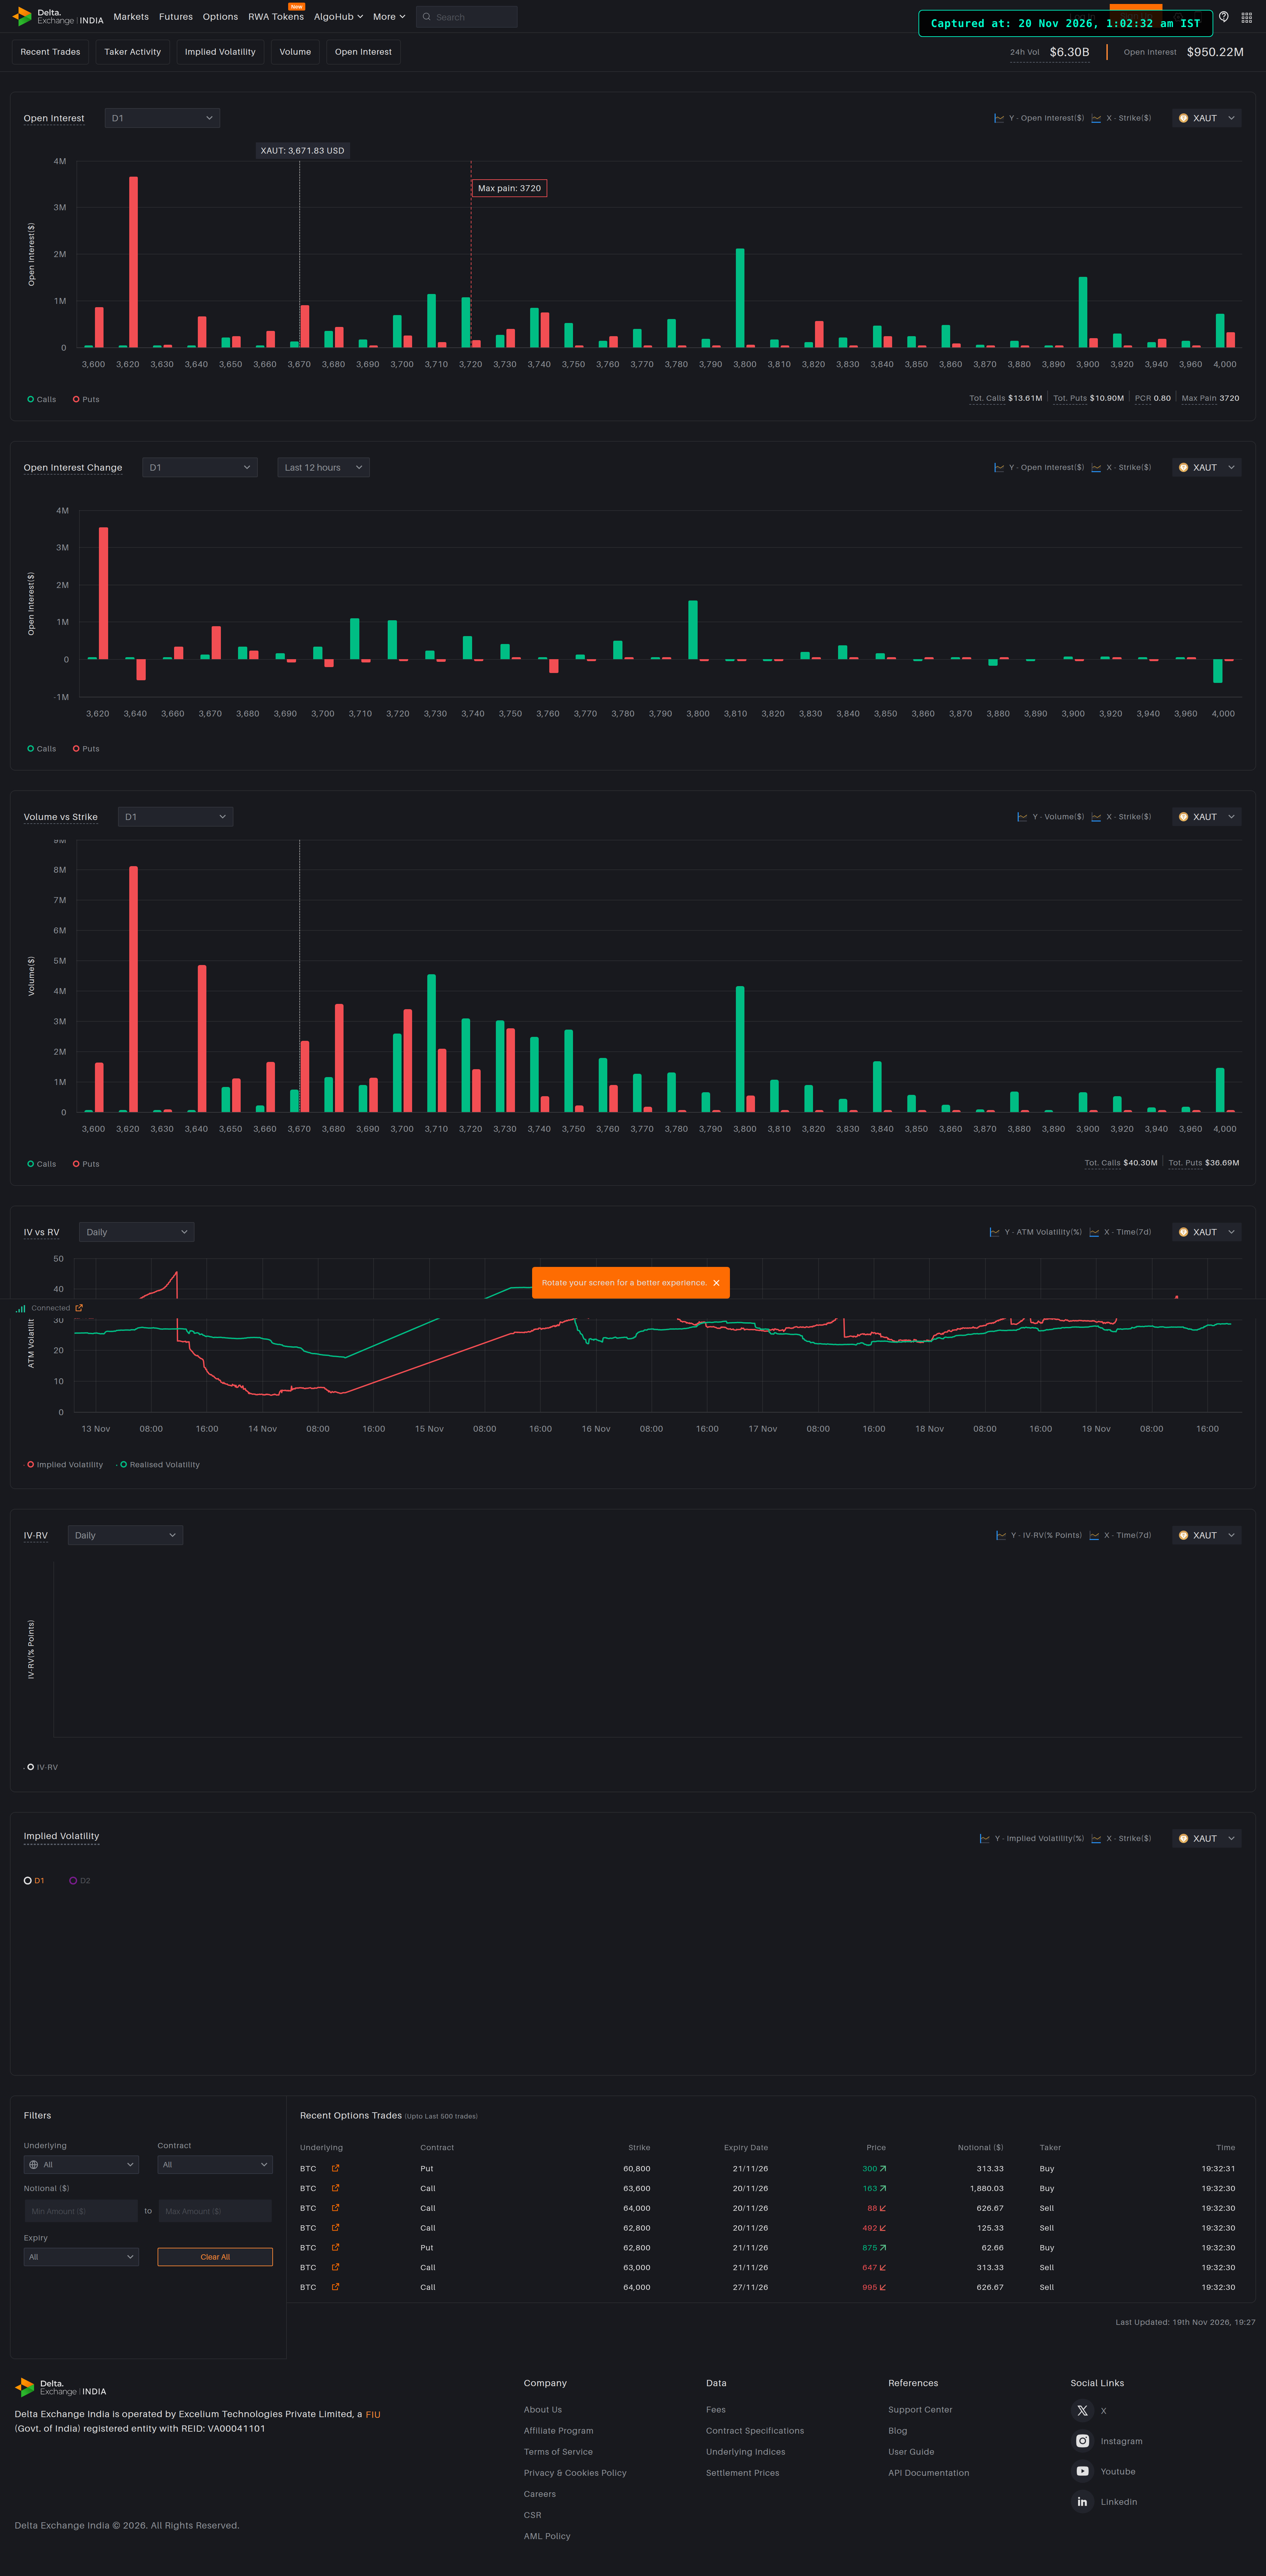 Delta.
Exchange | INDIA
Markets Futures Options RWA Tokens New AlgoHub More Search
Captured at: 20 Nov 2026, 1:02:32 am IST
Recent Trades Taker Activity Implied Volatility Volume Open Interest
24h Vol $6.30B Open Interest $950.22M
Open Interest D1 Y - Open Interest($) X - Strike($) XAUT
XAUT: 3,671.83 USD
Max pain: 3720
4M
3M
2M
1M
0
Open Interest($)
3,600 3,620 3,630 3,640 3,650 3,660 3,670 3,680 3,690 3,700 3,710 3,720 3,730 3,740 3,750 3,760 3,770 3,780 3,790 3,800 3,810 3,820 3,830 3,840 3,850 3,860 3,870 3,880 3,890 3,900 3,920 3,940 3,960 4,000
Calls Puts
Tot. Calls $13.61M Tot. Puts $10.90M PCR 0.80 Max Pain 3720
Open Interest Change D1 Last 12 hours Y - Open Interest($) X - Strike($) XAUT
4M
3M
2M
1M
0
-1M
Open Interest($)
3,620 3,640 3,660 3,670 3,680 3,690 3,700 3,710 3,720 3,730 3,740 3,750 3,760 3,770 3,780 3,790 3,800 3,810 3,820 3,830 3,840 3,850 3,860 3,870 3,880 3,890 3,900 3,920 3,940 3,960 4,000
Calls Puts
Volume vs Strike D1 Y - Volume($) X - Strike($) XAUT
9M
8M
7M
6M
5M
4M
3M
2M
1M
0
Volume($)
3,600 3,620 3,630 3,640 3,650 3,660 3,670 3,680 3,690 3,700 3,710 3,720 3,730 3,740 3,750 3,760 3,770 3,780 3,790 3,800 3,810 3,820 3,830 3,840 3,850 3,860 3,870 3,880 3,890 3,900 3,920 3,940 3,960 4,000
Calls Puts
Tot. Calls $40.30M Tot. Puts $36.69M
IV vs RV Daily Y - ATM Volatility(%) X - Time(7d) XAUT
50
40
Rotate your screen for a better experience.
Connected
30
20
10
0
ATM Volatilit
13 Nov 08:00 16:00 14 Nov 08:00 16:00 15 Nov 08:00 16:00 16 Nov 08:00 16:00 17 Nov 08:00 16:00 18 Nov 08:00 16:00 19 Nov 08:00 16:00
Implied Volatility Realised Volatility
IV-RV Daily Y - IV-RV(% Points) X - Time(7d) XAUT
IV-RV(% Points)
IV-RV
Implied Volatility Y - Implied Volatility(%) X - Strike($) XAUT
D1 D2
Filters
Underlying Contract
All All
Notional ($)
Min Amount ($) to Max Amount ($)
Expiry
All Clear All
Recent Options Trades (Upto Last 500 trades)
Underlying Contract Strike Expiry Date Price Notional ($) Taker Time
BTC Put 60,800 21/11/26 300 313.33 Buy 19:32:31
BTC Call 63,600 20/11/26 163 1,880.03 Buy 19:32:30
BTC Call 64,000 20/11/26 88 626.67 Sell 19:32:30
BTC Call 62,800 20/11/26 492 125.33 Sell 19:32:30
BTC Put 62,800 21/11/26 875 62.66 Buy 19:32:30
BTC Call 63,000 21/11/26 647 313.33 Sell 19:32:30
BTC Call 64,000 27/11/26 995 626.67 Sell 19:32:30
Last Updated: 19th Nov 2026, 19:27
Delta.
Exchange | INDIA
Delta Exchange India is operated by Excelium Technologies Private Limited, a FIU
(Govt. of India) registered entity with REID: VA00041101
Delta Exchange India © 2026. All Rights Reserved.
Company
About Us
Affiliate Program
Terms of Service
Privacy & Cookies Policy
Careers
CSR
AML Policy
Data
Fees
Contract Specifications
Underlying Indices
Settlement Prices
References
Support Center
Blog
User Guide
API Documentation
Social Links
X
Instagram
Youtube
Linkedin